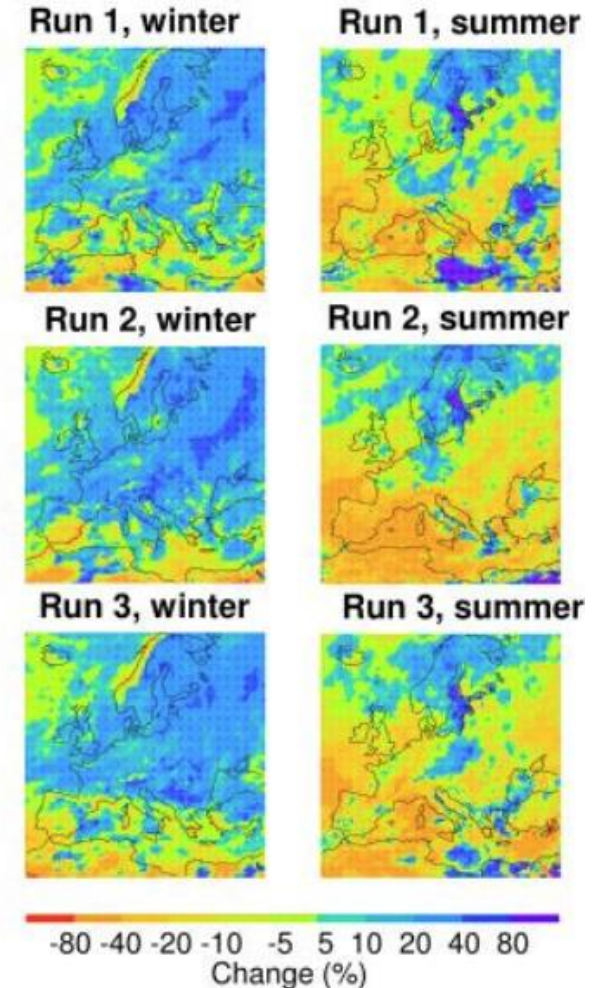 Run 1, winter Run 1, summer
Run 2, winter Run 2, summer
Run 3, winter Run 3, summer
-80 -40 -20 -10 -5 5 10 20 40 80
Change (%)